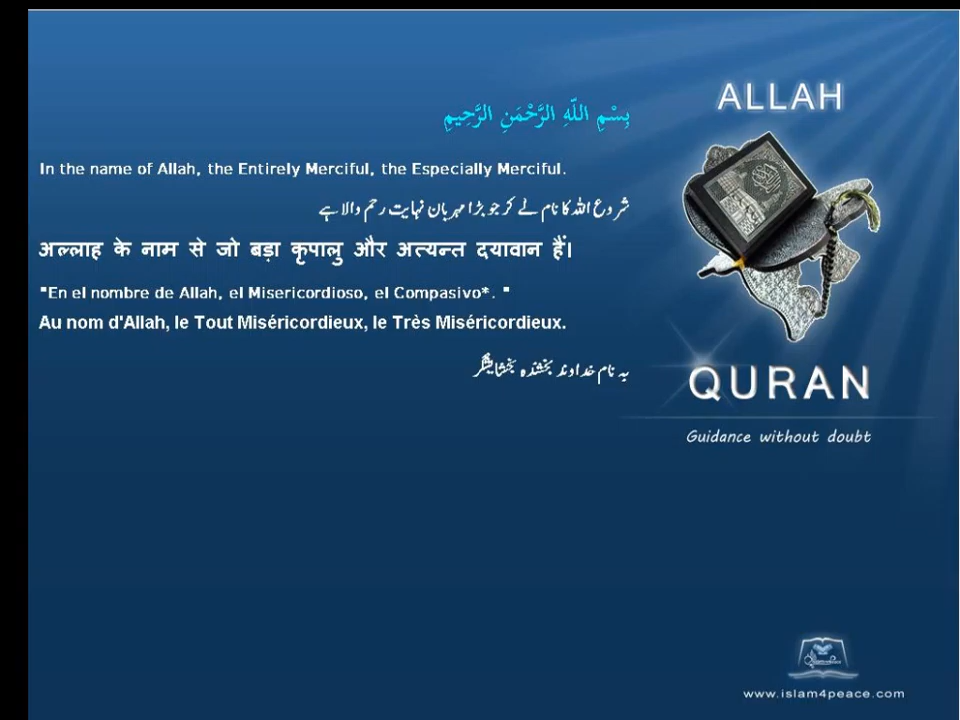 بِسْمِ اللّهِ الرَّحْمَنِ الرَّحِيمِ
In the name of Allah, the Entirely Merciful, the Especially Merciful.
شروع اللہ کا نام لے کر جو بڑا مہربان نہایت رحم والا ہے
अल्लाह के नाम से जो बड़ा कृपालु और अत्यन्त दयावान हैं।
"En el nombre de Allah, el Misericordioso, el Compasivo*. "
Au nom d'Allah, le Tout Miséricordieux, le Très Miséricordieux.
به نام خداوند بخشنده بخشایشگر
ALLAH
QURAN
Guidance without doubt
www.islam4peace.com